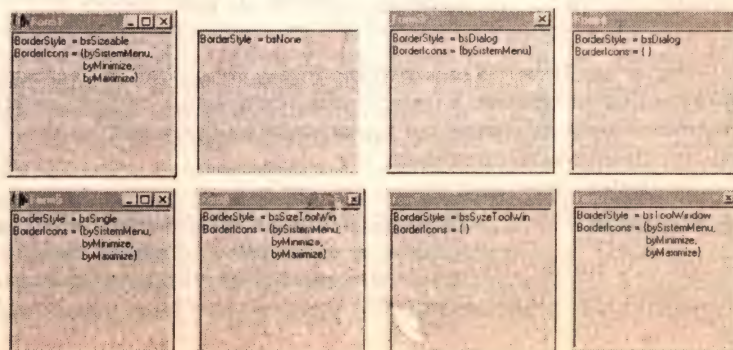 Form1
BorderStyle = bsSizeable
BorderIcons = (bySistemMenu,
byMinimize,
byMaximize)
BorderStyle = bsNone
BorderStyle = bsDialog
BorderIcons = (bySistemMenu)
BorderStyle = bsDialog
BorderIcons = ( )
BorderStyle = bsSingle
BorderIcons = (bySistemMenu,
byMinimize,
byMaximize)
BorderStyle = bsSizeToolWin
BorderIcons = (bySistemMenu,
byMinimize,
byMaximize)
BorderStyle = bsSyzeToolWin
BorderIcons = ( )
BorderStyle = bsToolWindow
BorderIcons = (bySistemMenu,
byMinimize,
byMaximize)